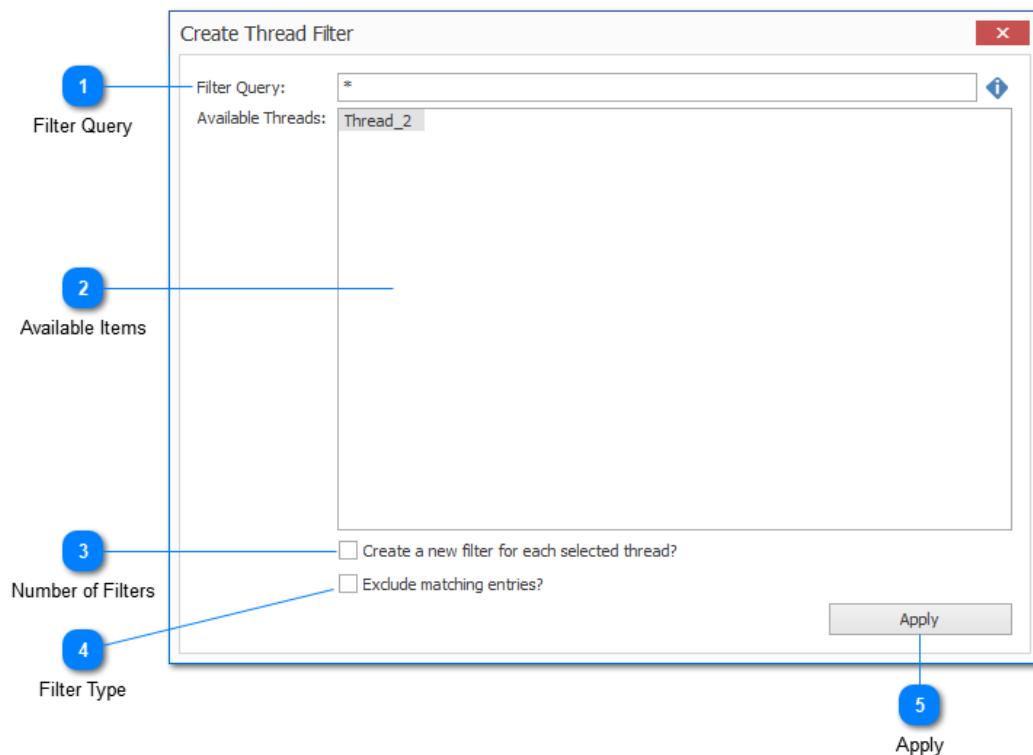 Create Thread Filter
1
Filter Query
Filter Query:
*
Available Threads:
Thread_2
2
Available Items
3
Number of Filters
Create a new filter for each selected thread?
4
Filter Type
Exclude matching entries?
Apply
5
Apply